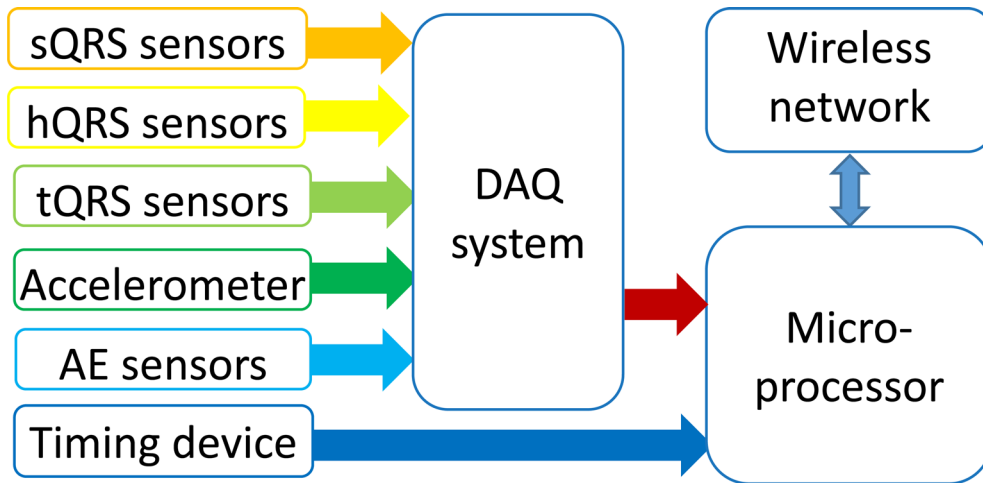 sQRS sensors
hQRS sensors
tQRS sensors
Accelerometer
AE sensors
Timing device
DAQ
system
Wireless
network
Micro-
processor